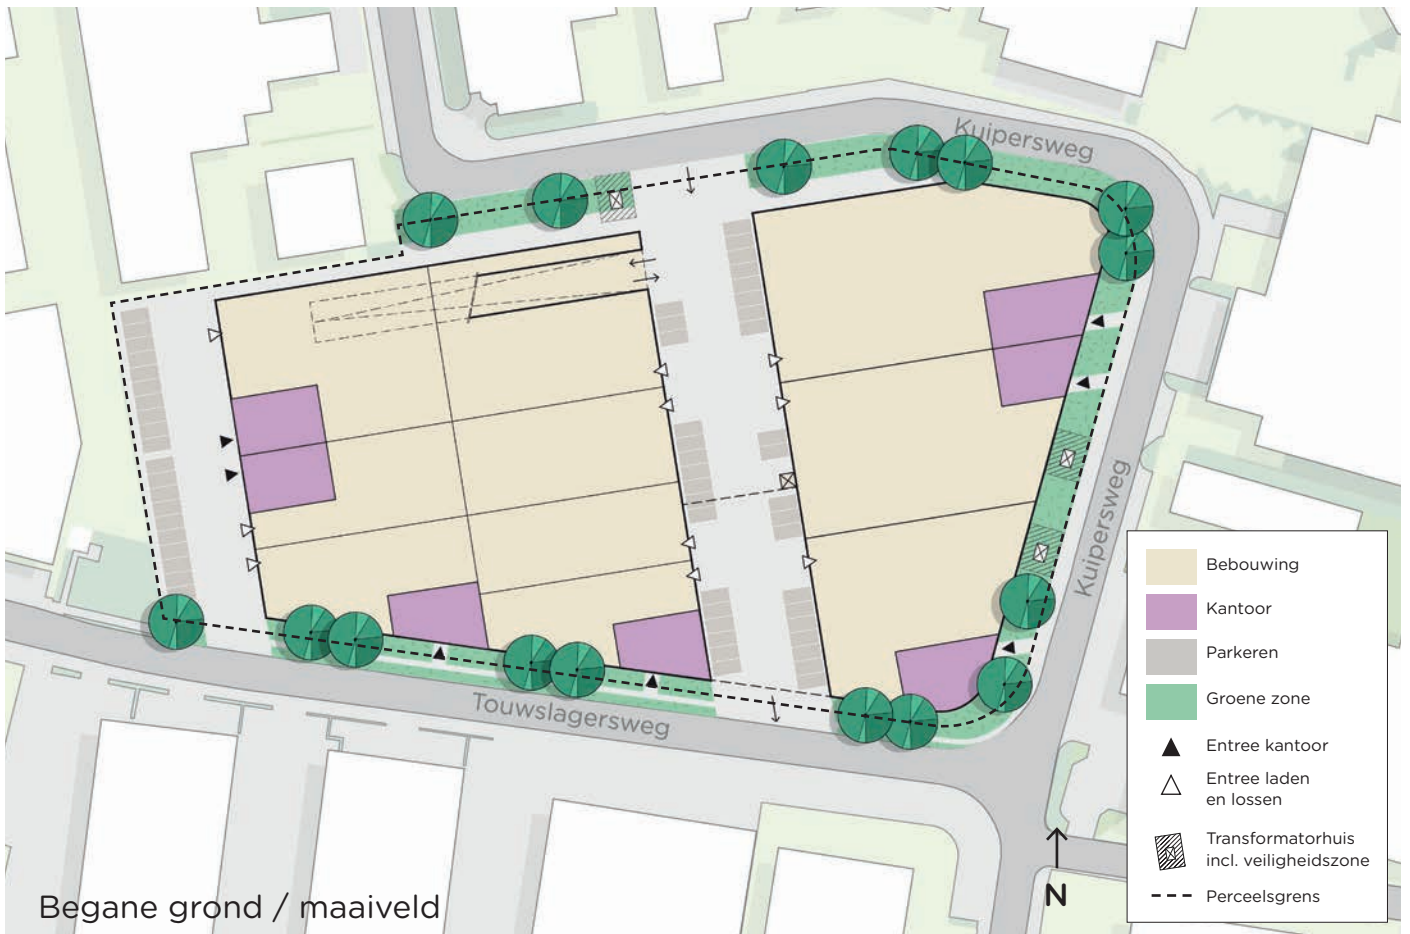 Kuipersweg
Kuipersweg
Touwslagersweg
Bebouwing
Kantoor
Parkeren
Groene zone
Entree kantoor
Entree laden
en lossen
Transformatorhuis
incl. veiligheidszone
Perceelsgrens
N
Begane grond / maaiveld